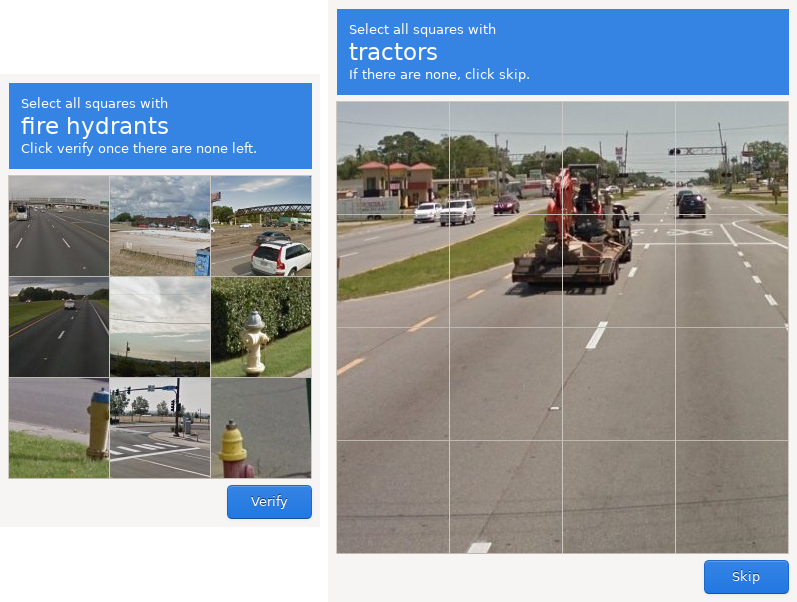 Select all squares with
fire hydrants
Click verify once there are none left.
Verify
Select all squares with
tractors
If there are none, click skip.
Skip